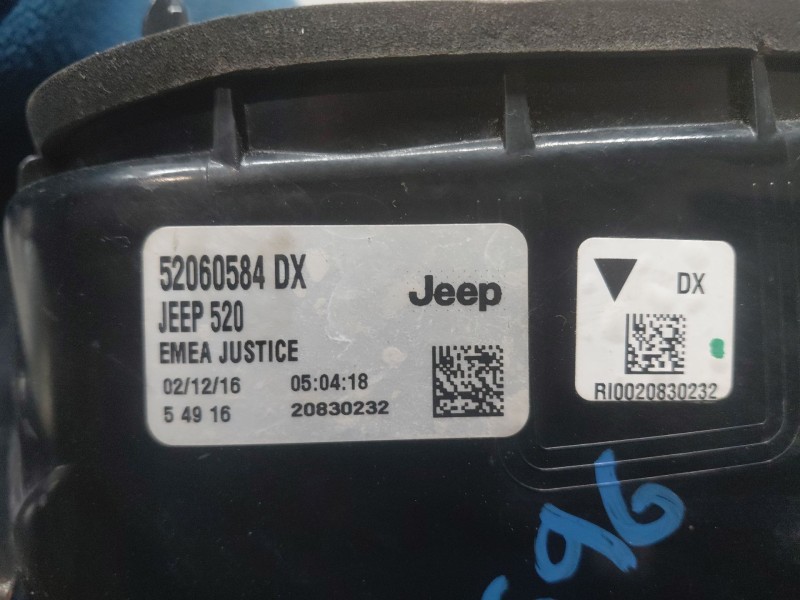 52060584 DX
JEEP 520
Jeep
EMEA JUSTICE
02/12/16 05:04:18
5 49 16 20830232
DX
RI0020830232
96